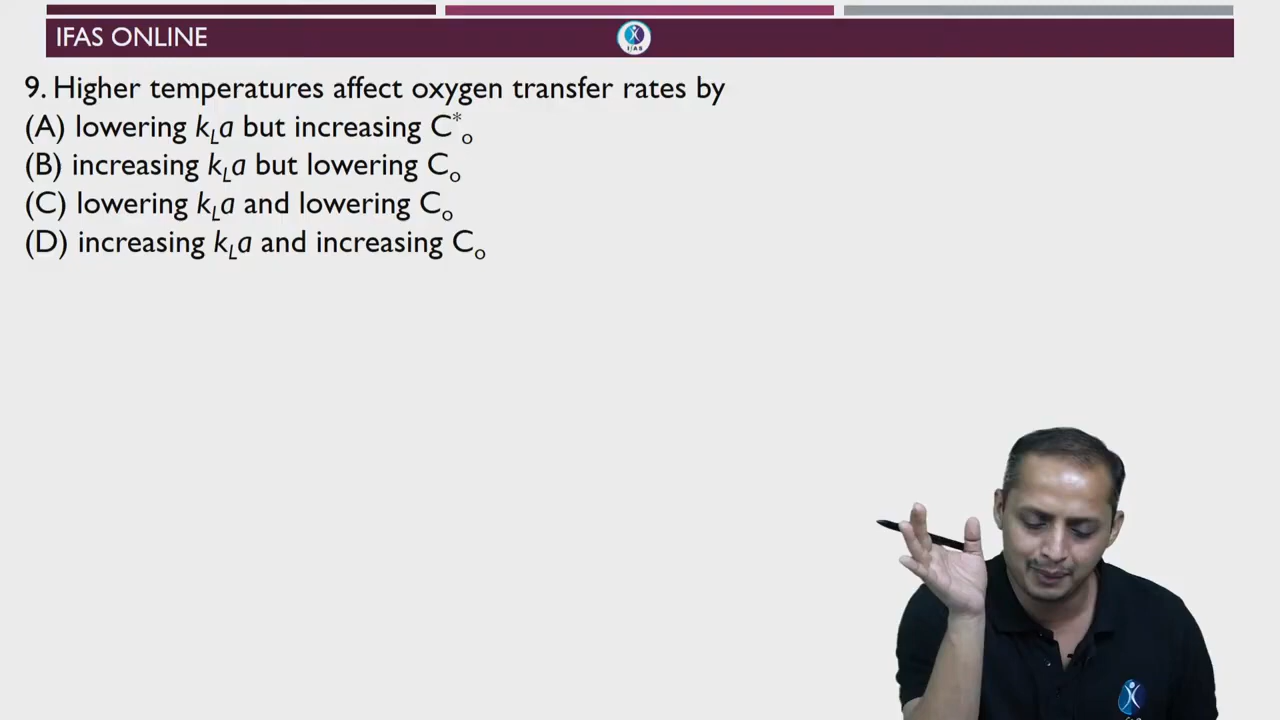 IFAS ONLINE
IFAS
9. Higher temperatures affect oxygen transfer rates by
(A) lowering kLa but increasing C*o
(B) increasing kLa but lowering Co
(C) lowering kLa and lowering Co
(D) increasing kLa and increasing Co